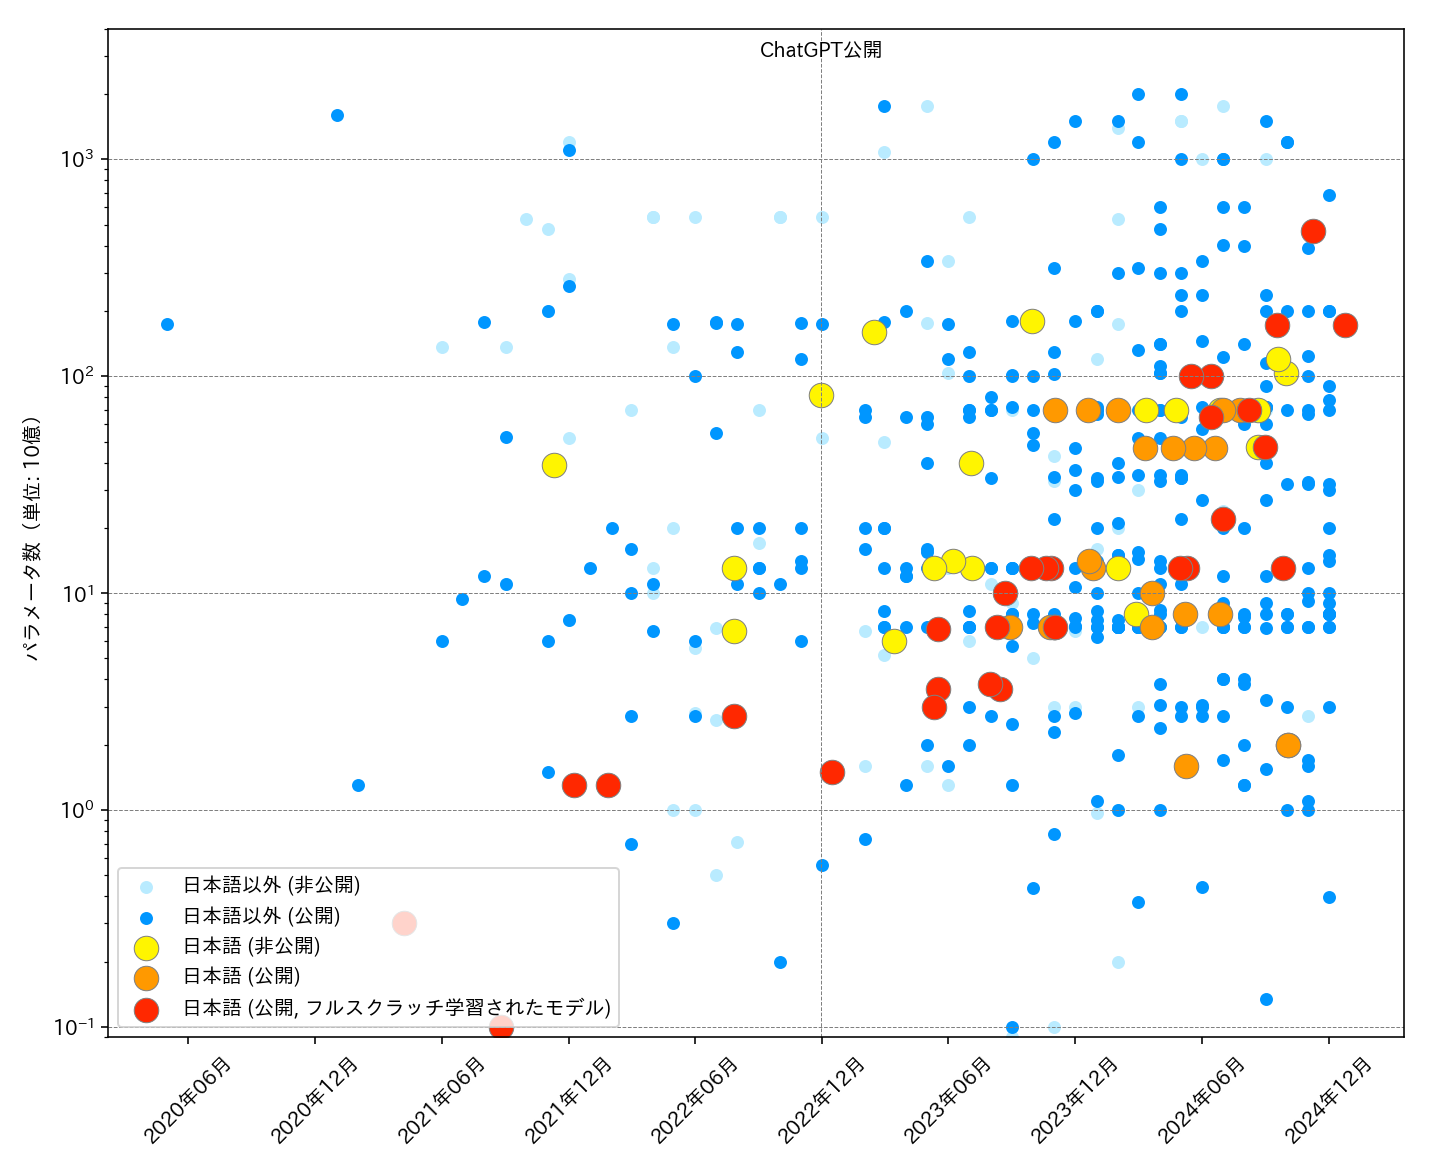 ChatGPT公開
10³
10²
10¹
10⁰
10⁻¹
パラメータ数（単位: 10億）
日本語以外 (非公開)
日本語以外 (公開)
日本語 (非公開)
日本語 (公開)
日本語 (公開, フルスクラッチ学習されたモデル)
2020年06月
2020年12月
2021年06月
2021年12月
2022年06月
2022年12月
2023年06月
2023年12月
2024年06月
2024年12月